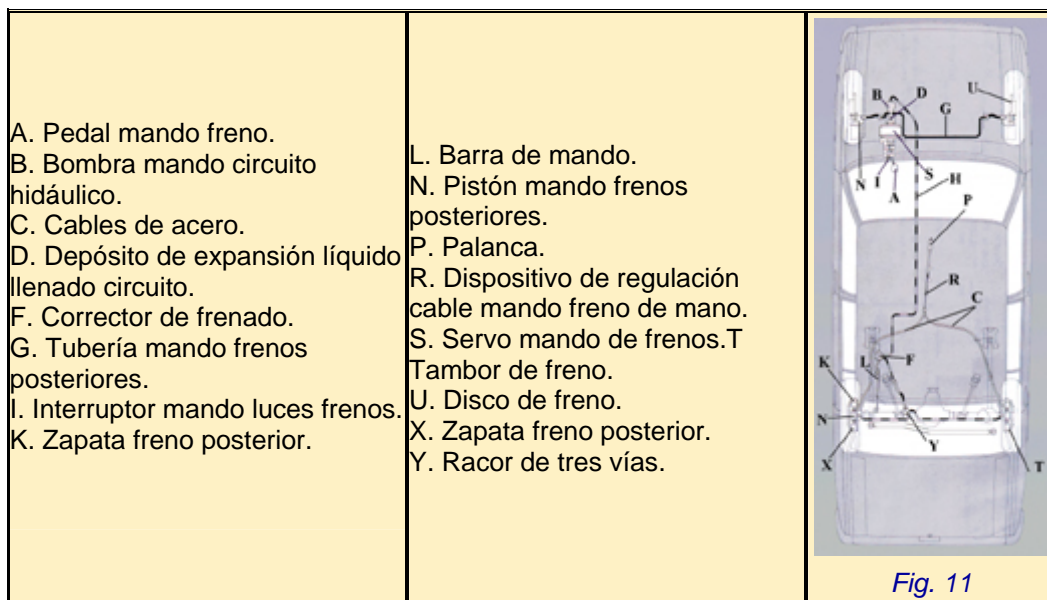 A. Pedal mando freno.
B. Bombra mando circuito
hidáulico.
C. Cables de acero.
D. Depósito de expansión líquido
llenado circuito.
F. Corrector de frenado.
G. Tubería mando frenos
posteriores.
I. Interruptor mando luces frenos.
K. Zapata freno posterior.
L. Barra de mando.
N. Pistón mando frenos
posteriores.
P. Palanca.
R. Dispositivo de regulación
cable mando freno de mano.
S. Servo mando de frenos.T
Tambor de freno.
U. Disco de freno.
X. Zapata freno posterior.
Y. Racor de tres vías.
B D U
G
N I S H
A P
R
C
L F
K
N
Y
X T
Fig. 11